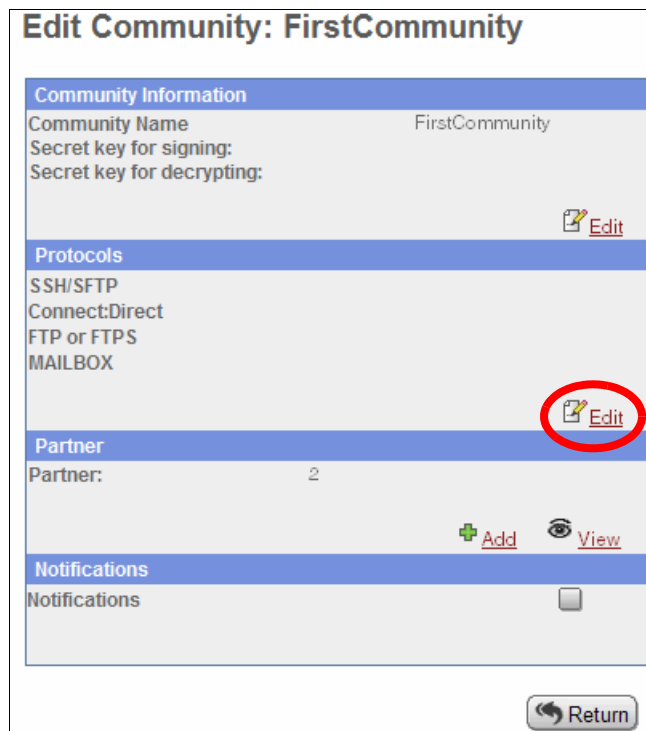 Edit Community: FirstCommunity
Community Information
Community Name FirstCommunity
Secret key for signing:
Secret key for decrypting:
Edit
Protocols
SSH/SFTP
Connect:Direct
FTP or FTPS
MAILBOX
Edit
Partner
Partner: 2
Add View
Notifications
Notifications
Return